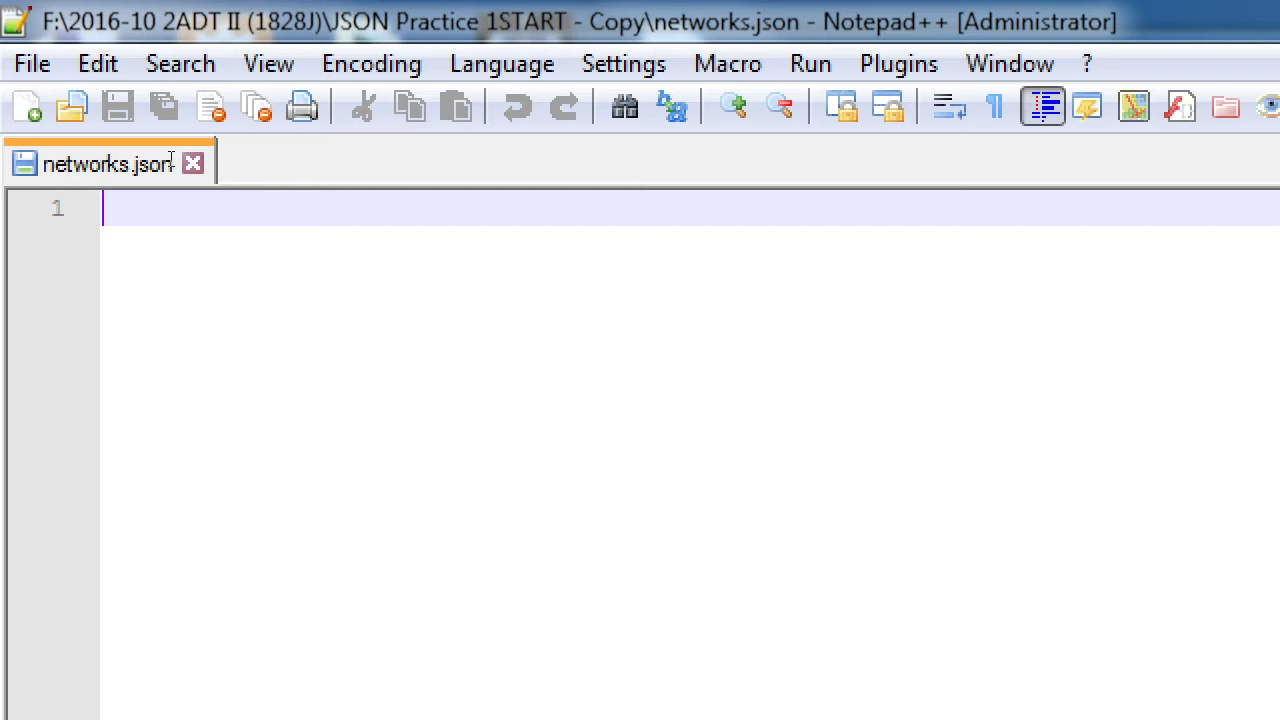 F:\2016-10 2ADT II (1828J)\JSON Practice 1START - Copy\networks.json - Notepad++ [Administrator]
File Edit Search View Encoding Language Settings Macro Run Plugins Window ?
networks.json
1